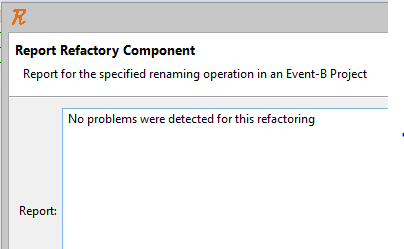 R
Report Refactory Component
Report for the specified renaming operation in an Event-B Project
No problems were detected for this refactoring
Report: